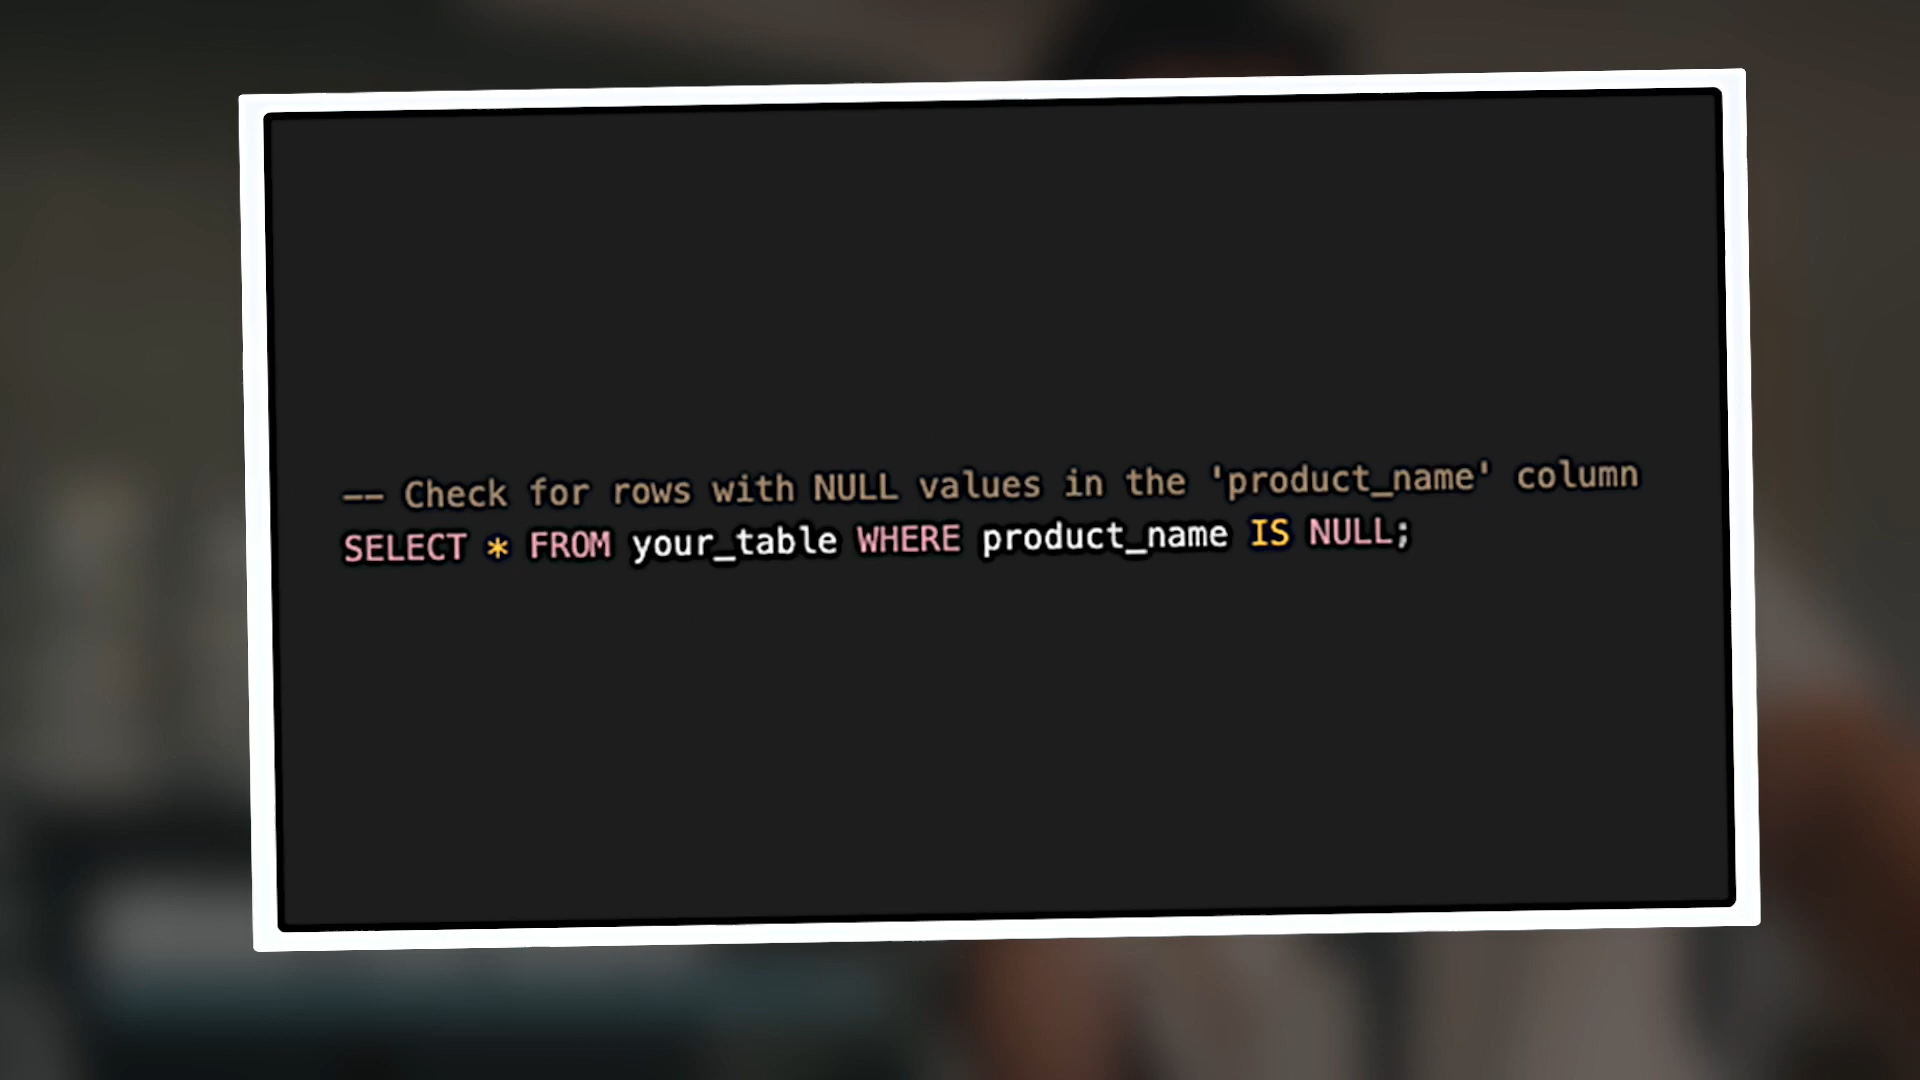 -- Check for rows with NULL values in the 'product_name' column
SELECT * FROM your_table WHERE product_name IS NULL;